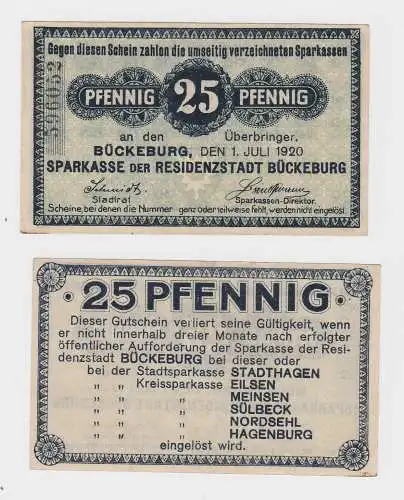 Gegen diesen Schein zahlen die umseitig verzeichneten Sparkassen
PFENNIG 25 PFENNIG
an den Überbringer.
BÜCKEBURG, DEN 1. JULI 1920
SPARKASSE DER RESIDENZSTADT BÜCKEBURG
Stadtrat Sparkassen-Direktor.
Scheine bei denen die Nummer ganz oder teilweise fehlt, werden nicht eingelöst.
· 25 PFENNIG ·
Dieser Gutschein verliert seine Gültigkeit, wenn
er nicht innerhalb dreier Monate nach erfolgter
öffentlicher Aufforderung der Sparkasse der Resi-
denzstadt BÜCKEBURG bei dieser oder
bei der Stadtsparkasse STADTHAGEN
" " Kreissparkasse EILSEN
" " " MEINSEN
" " " SÜLBECK
" " " NORDSEHL
" " " HAGENBURG
eingelöst wird.